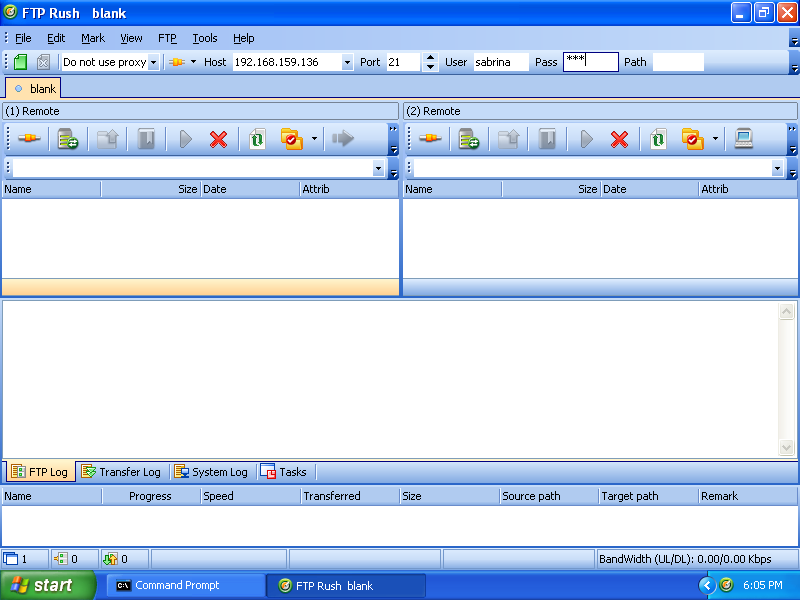 FTP Rush   blank
File Edit Mark View FTP Tools Help
Do not use proxy Host 192.168.159.136 Port 21 User sabrina Pass *** Path
blank
(1) Remote (2) Remote
Name Size Date Attrib Name Size Date Attrib
FTP Log Transfer Log System Log Tasks
Name Progress Speed Transferred Size Source path Target path Remark
1 0 0 BandWidth (UL/DL): 0.00/0.00 Kbps
start Command Prompt FTP Rush blank 6:05 PM